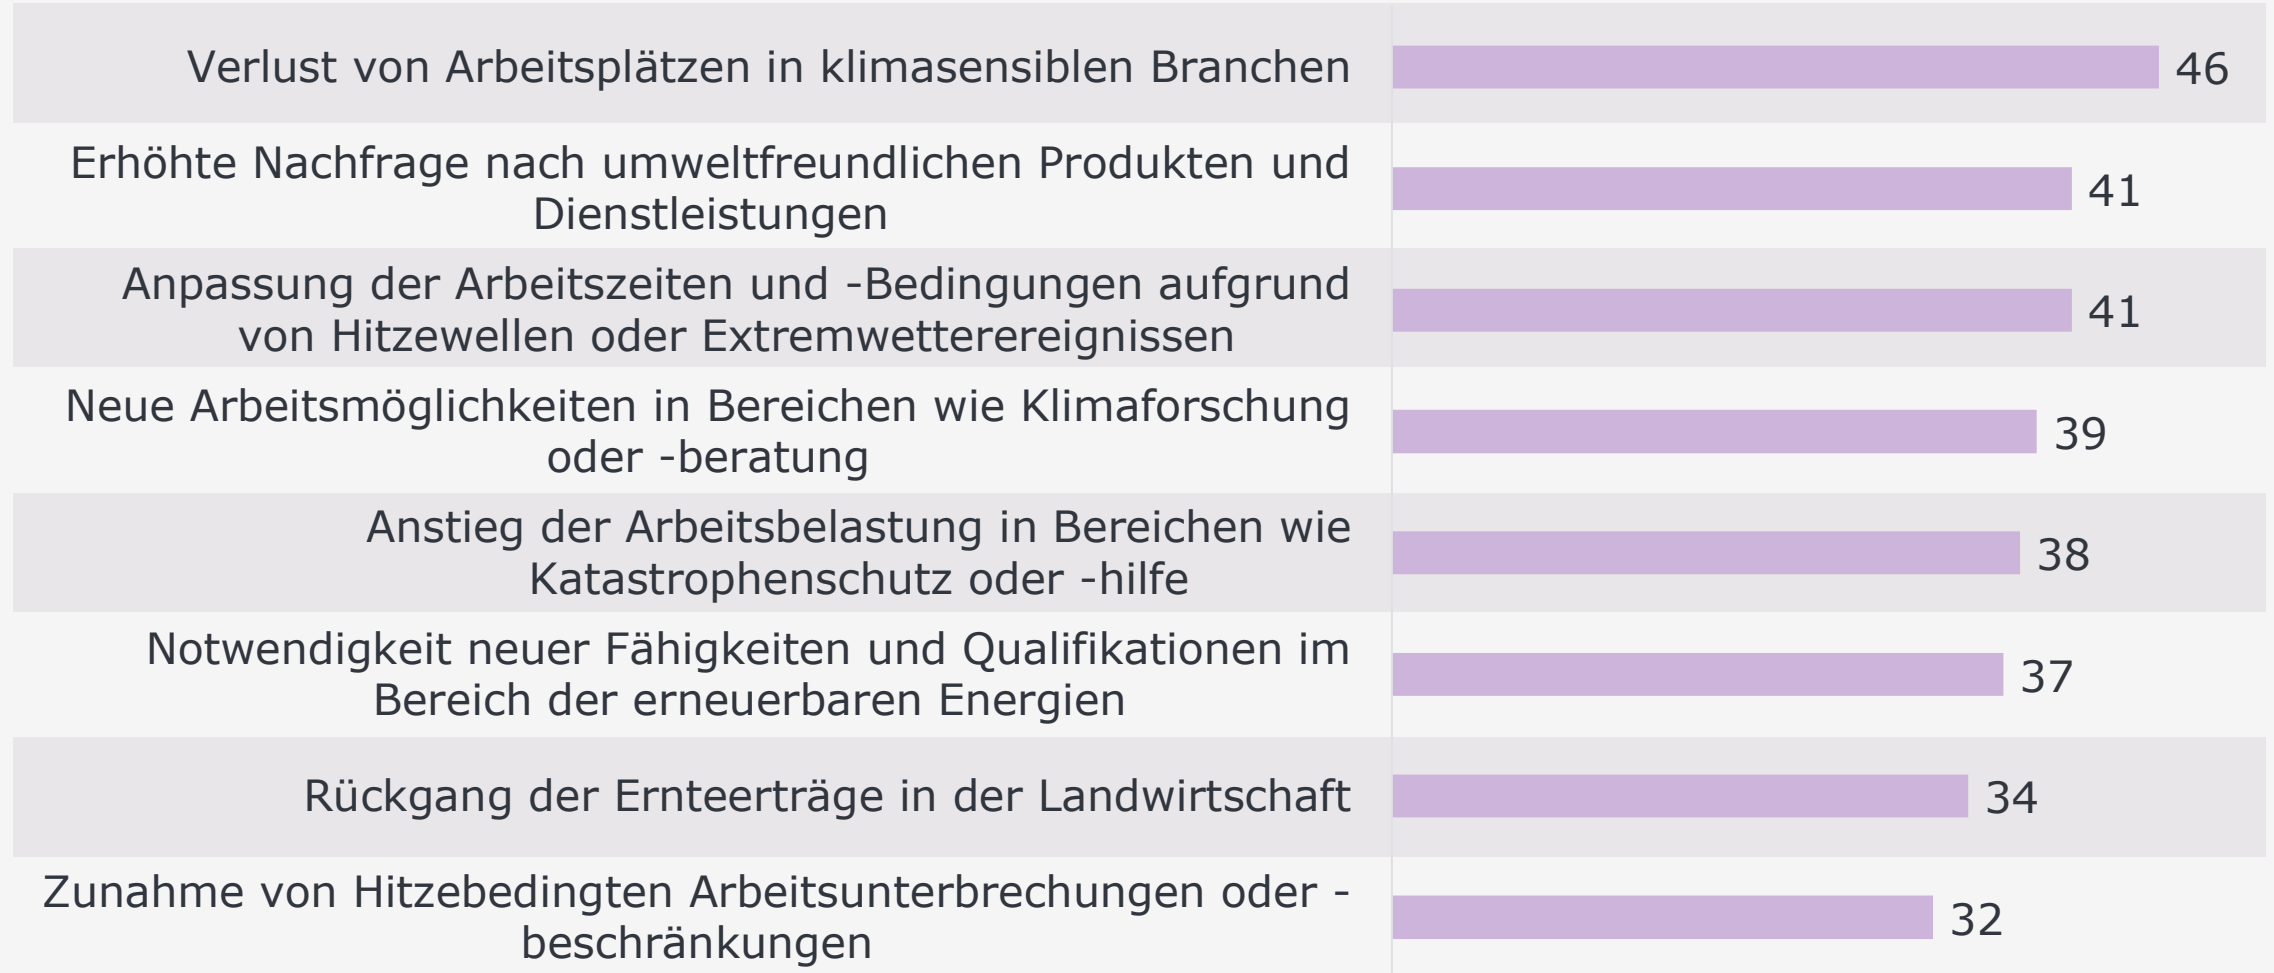 Verlust von Arbeitsplätzen in klimasensiblen Branchen 46
Erhöhte Nachfrage nach umweltfreundlichen Produkten und
Dienstleistungen
41
Anpassung der Arbeitszeiten und -Bedingungen aufgrund
von Hitzewellen oder Extremwetterereignissen
41
Neue Arbeitsmöglichkeiten in Bereichen wie Klimaforschung
oder -beratung
39
Anstieg der Arbeitsbelastung in Bereichen wie
Katastrophenschutz oder -hilfe
38
Notwendigkeit neuer Fähigkeiten und Qualifikationen im
Bereich der erneuerbaren Energien
37
Rückgang der Ernteerträge in der Landwirtschaft 34
Zunahme von Hitzebedingten Arbeitsunterbrechungen oder -
beschränkungen
32